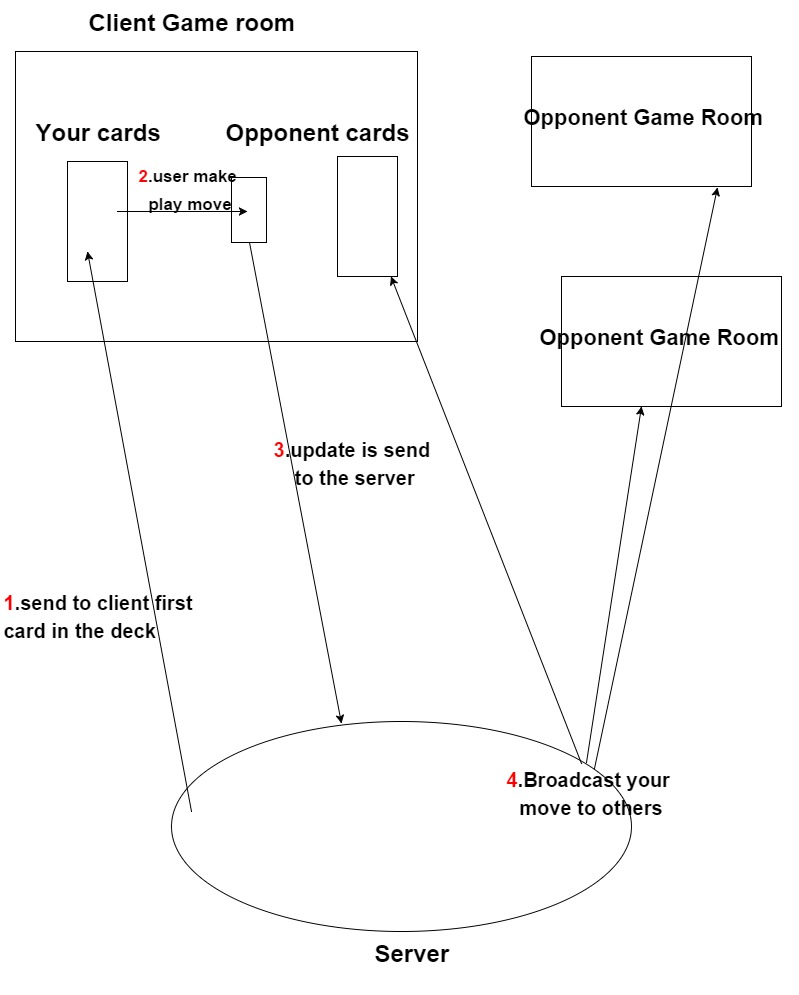 Client Game room
Your cards
Opponent cards
2.user make
play move
Opponent Game Room
Opponent Game Room
3.update is send
to the server
1.send to client first
card in the deck
4.Broadcast your
move to others
Server